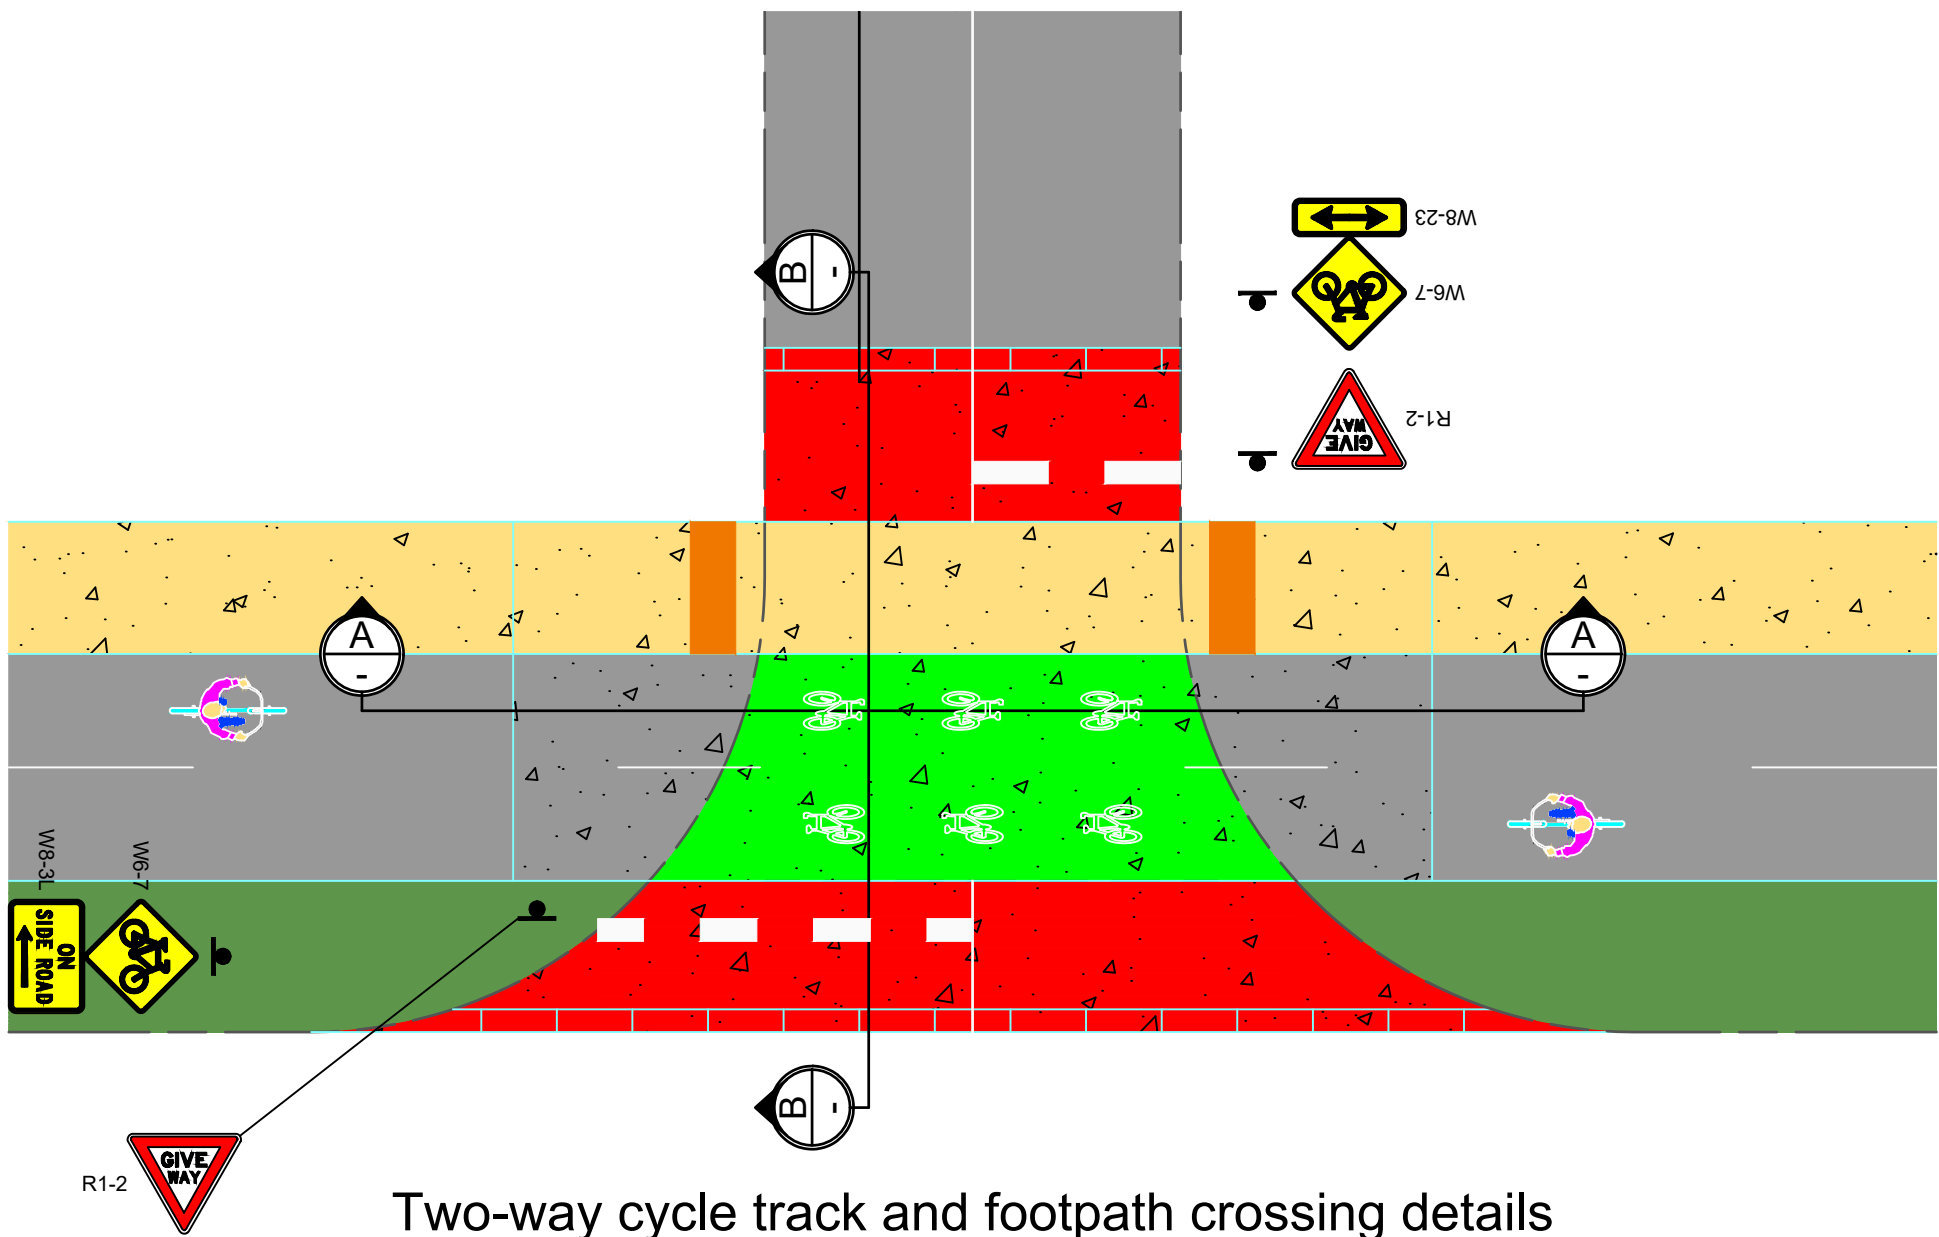 W8-23
W6-7
B
-
R1-2
GIVE
WAY
A
-
A
-
W8-3L
W6-7
ON
SIDE ROAD
B
-
GIVE
WAY
R1-2
Two-way cycle track and footpath crossing details